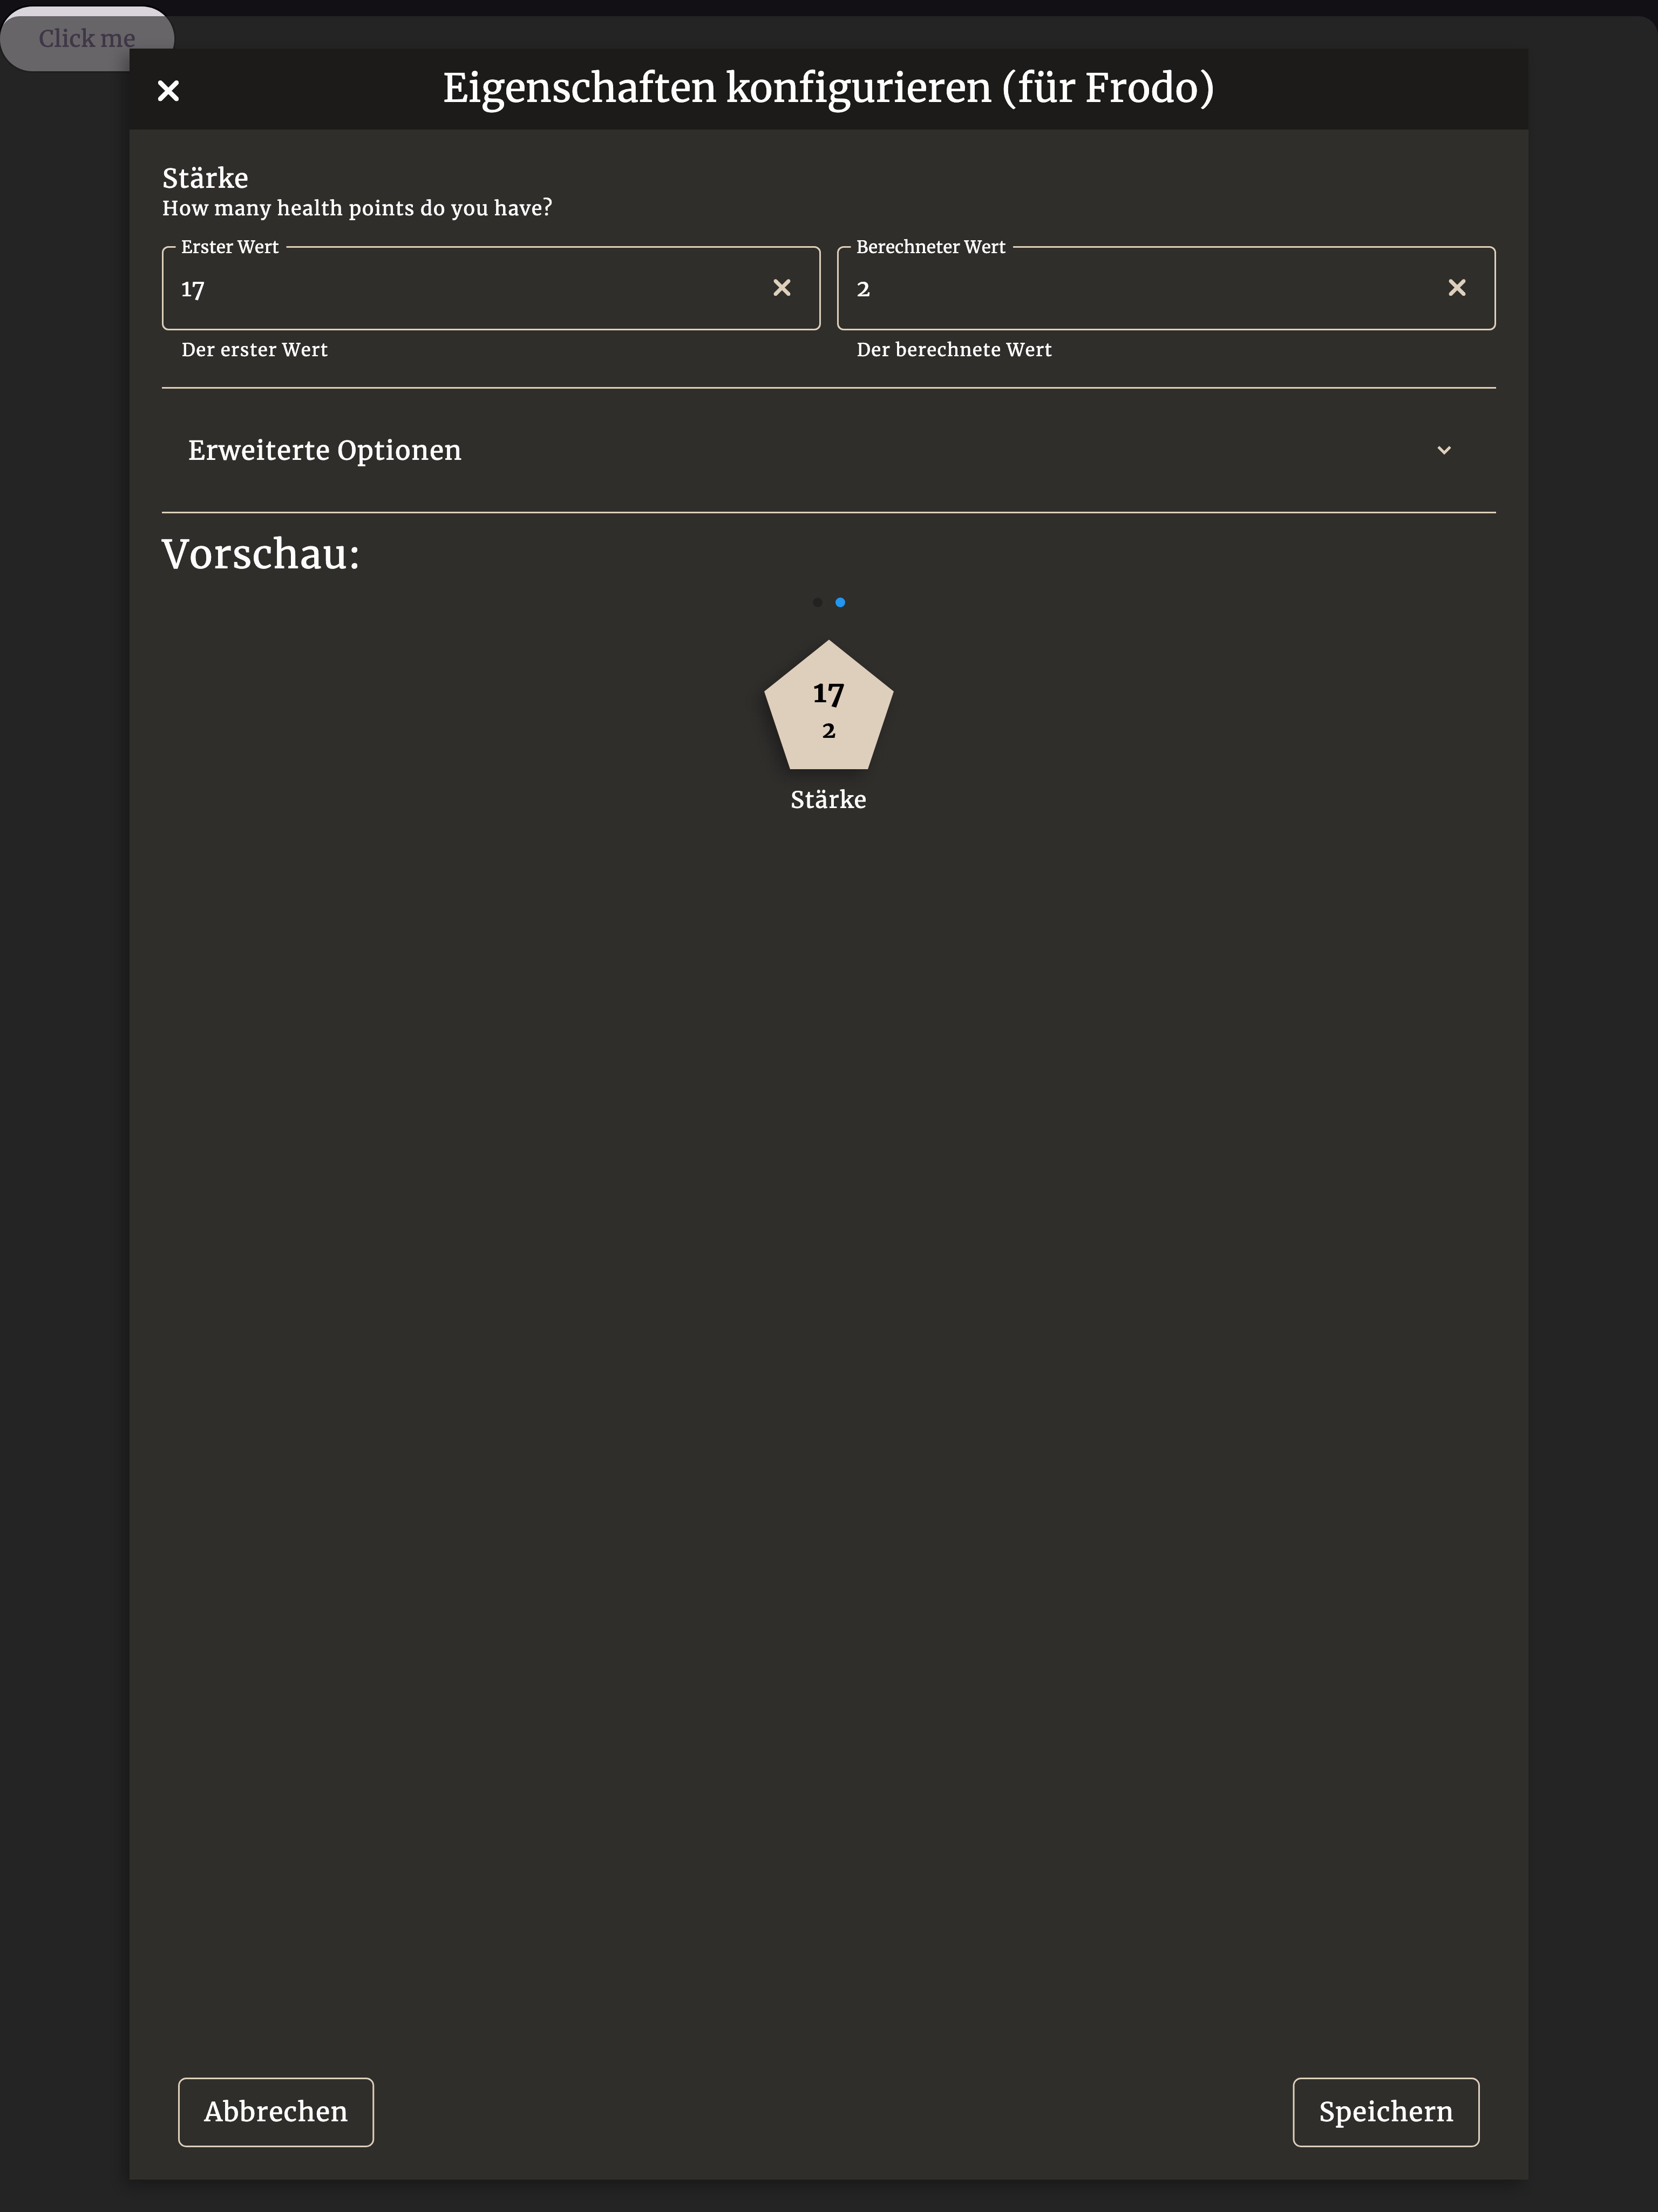 Click me
Eigenschaften konfigurieren (für Frodo)
Stärke
How many health points do you have?
Erster Wert
17
Der erster Wert
Berechneter Wert
2
Der berechnete Wert
Erweiterte Optionen
Vorschau:
17
2
Stärke
Abbrechen
Speichern